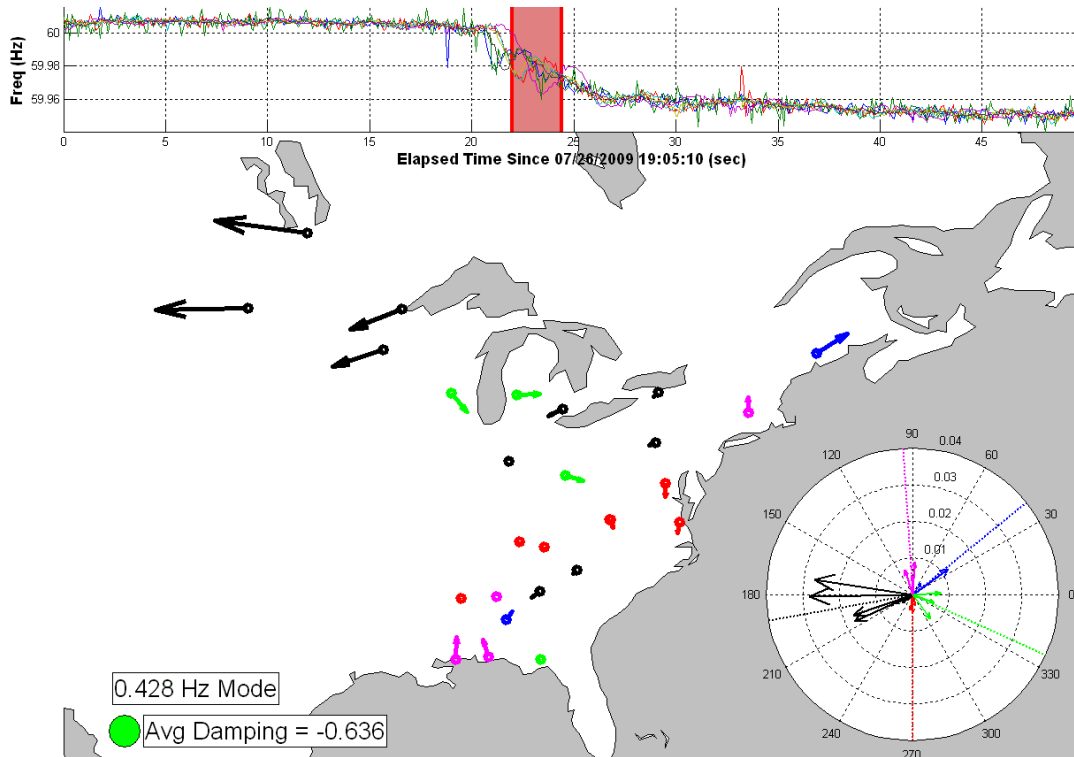 Freq (Hz)
60
59.98
59.96
0 5 10 15 20 25 30 35 40 45
Elapsed Time Since 07/26/2009 19:05:10 (sec)
90 0.04
120 60
0.03
0.02
150 30
0.01
180 0
210 330
240 300
270
0.428 Hz Mode
Avg Damping = -0.636